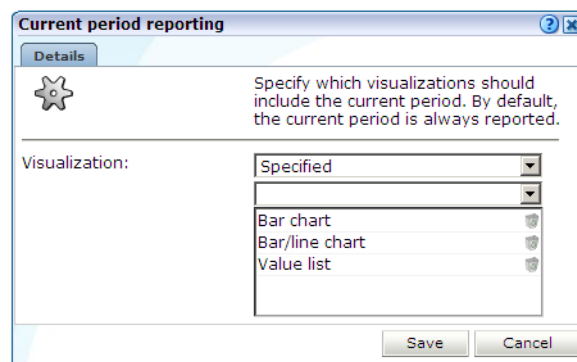 Current period reporting
Details
Specify which visualizations should
include the current period. By default,
the current period is always reported.
Visualization:
Specified
Bar chart
Bar/line chart
Value list
Save
Cancel